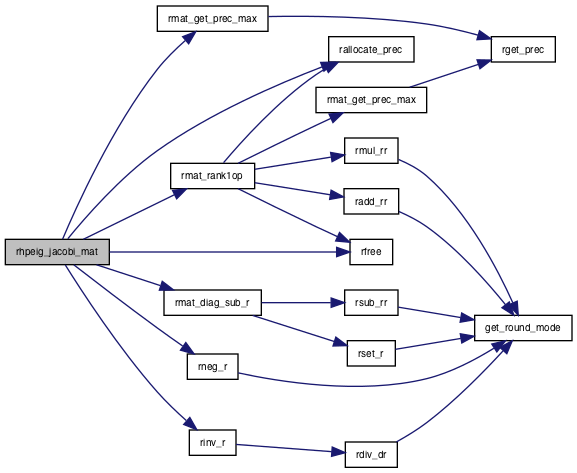 rmat_get_prec_max
rallocate_prec
rget_prec
rmat_get_prec_max
rmul_rr
rmat_rank1op
radd_rr
rhpeig_jacobi_mat
rfree
rmat_diag_sub_r
rsub_rr
get_round_mode
rset_r
rneg_r
rinv_r
rdiv_dr